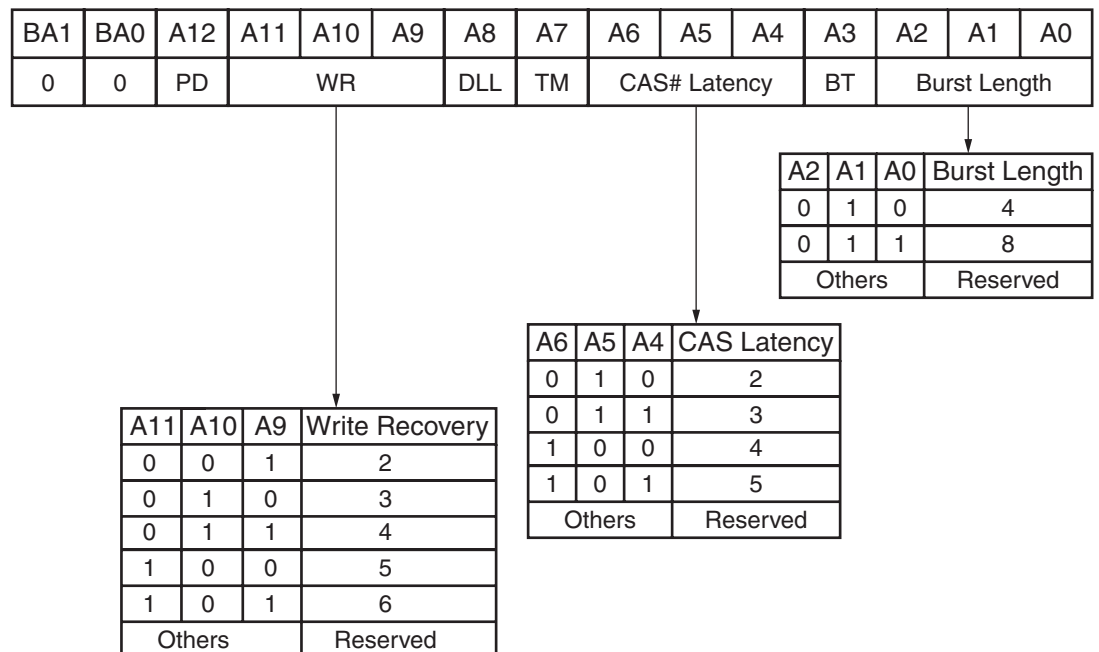 BA1 BA0 A12 A11 A10 A9 A8 A7 A6 A5 A4 A3 A2 A1 A0
0 0 PD WR DLL TM CAS# Latency BT Burst Length
A2 A1 A0 Burst Length
0 1 0 4
0 1 1 8
Others Reserved
A6 A5 A4 CAS Latency
0 1 0 2
0 1 1 3
1 0 0 4
1 0 1 5
Others Reserved
A11 A10 A9 Write Recovery
0 0 1 2
0 1 0 3
0 1 1 4
1 0 0 5
1 0 1 6
Others Reserved